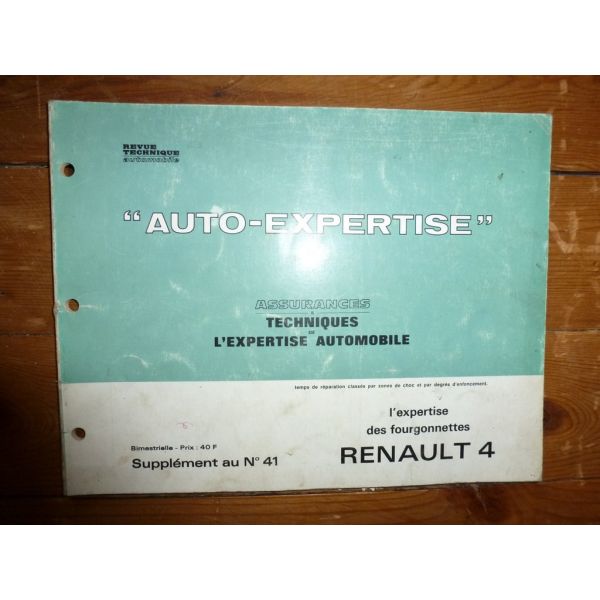 REVUE
TECHNIQUE
automobile
“AUTO-EXPERTISE”
ASSURANCES
&
TECHNIQUES
DE
L'EXPERTISE AUTOMOBILE
temps de réparation classés par zones de choc et par degrés d'enfoncement.
l'expertise
des fourgonnettes
RENAULT 4
Bimestrielle - Prix : 40 F
Supplément au N° 41